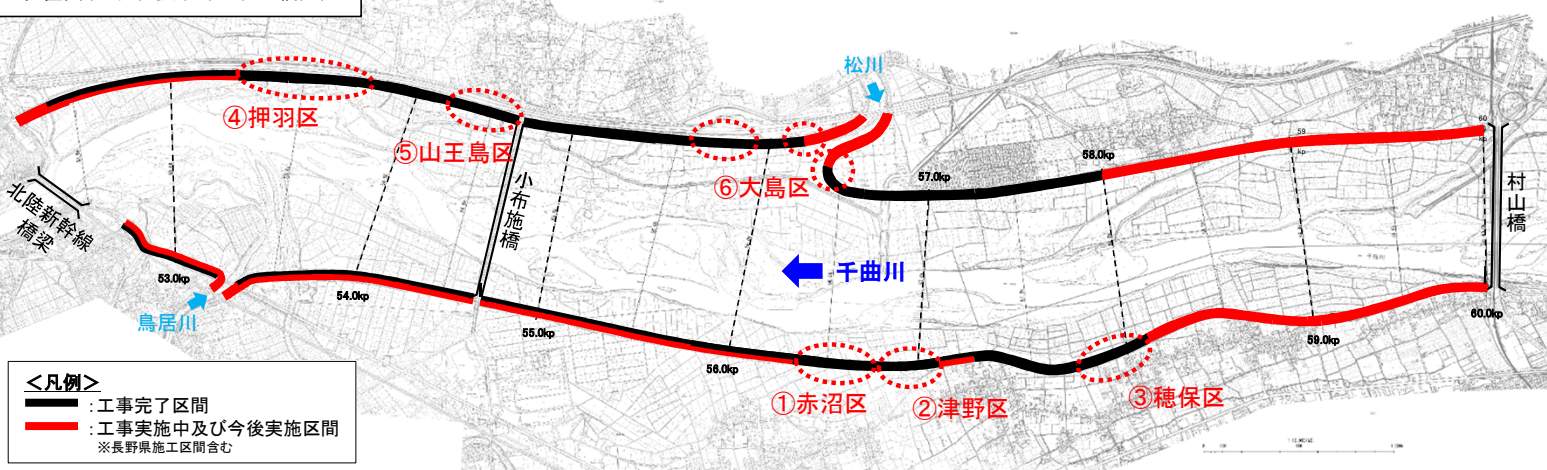 松川
④押羽区
⑤山王島区
⑥大島区
小布施橋
北陸新幹線
橋梁
村山橋
58.0kp
59
kp
60
kp
57.0kp
千曲川
53.0kp
54.0kp
鳥居川
55.0kp
56.0kp
59.0kp
60.0kp
①赤沼区
②津野区
③穂保区
＜凡例＞
：工事完了区間
：工事実施中及び今後実施区間
※長野県施工区間含む